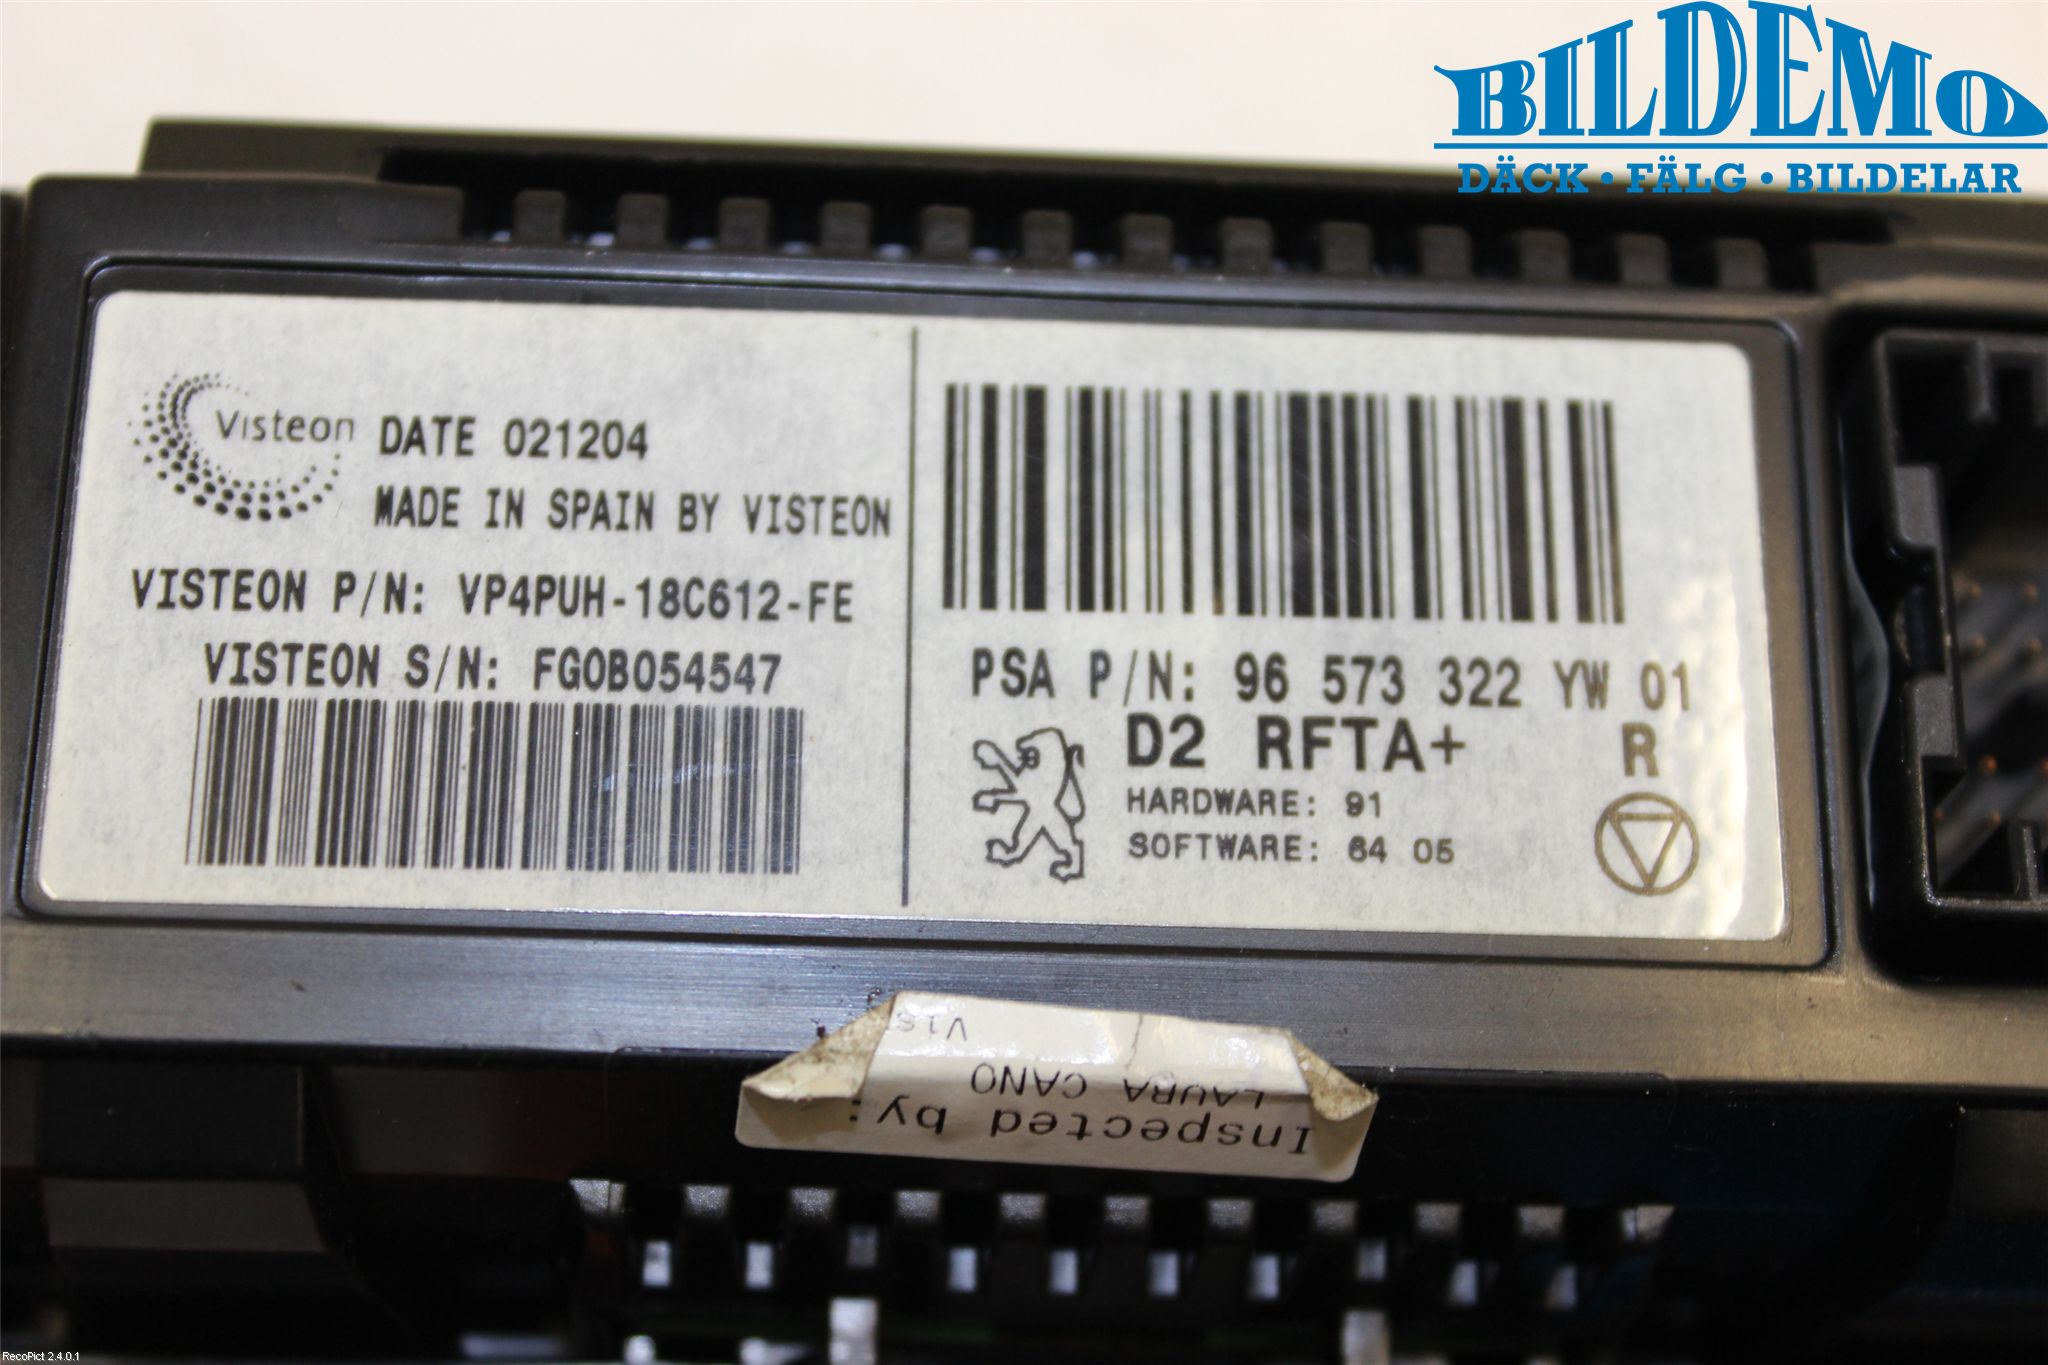 BILDEMO
DÄCK • FÄLG • BILDELAR
Visteon
DATE 021204
MADE IN SPAIN BY VISTEON
VISTEON P/N: VP4PUH-18C612-FE
VISTEON S/N: FG0B054547
PSA P/N: 96 573 322 YW 01
D2 RFTA+ R
HARDWARE: 91
SOFTWARE: 64 05
Inspected by:
LAURA CANO
Vis
RecoPict 2.4.0.1